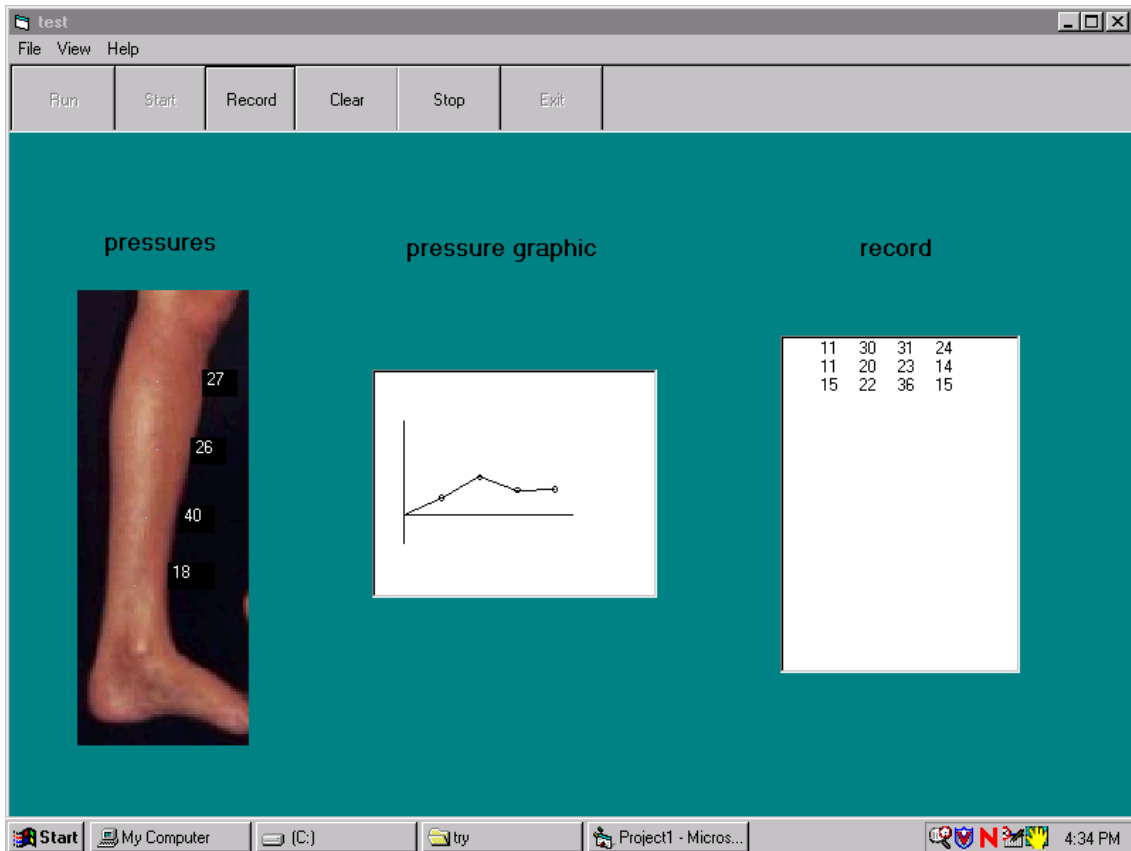 test
File View Help
Run Start Record Clear Stop Exit
pressures
pressure graphic
record
27
26
40
18
11 30 31 24
11 20 23 14
15 22 36 15
Start My Computer (C:) try Project1 - Micros... N 4:34 PM